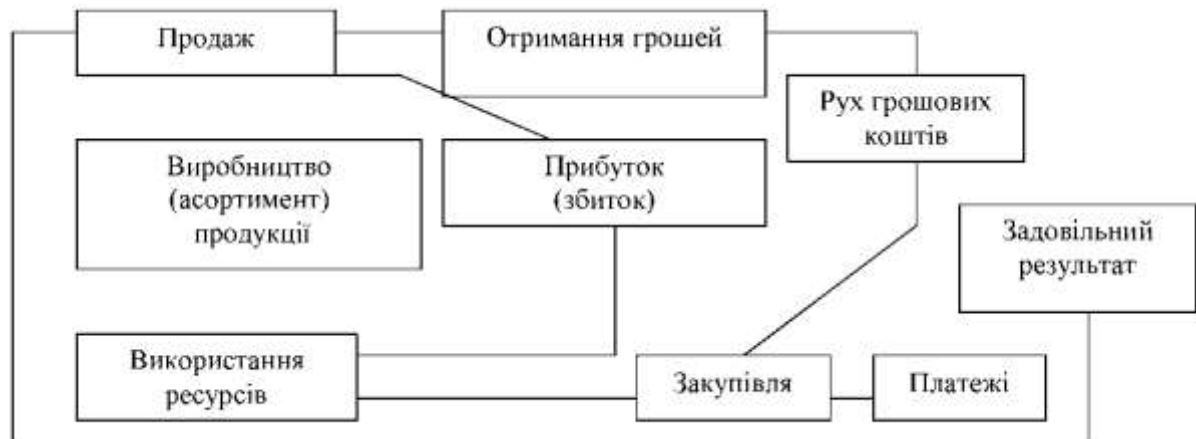 Продаж
Отримання грошей
Рух грошових
коштів
Виробництво
(асортимент)
продукції
Прибуток
(збиток)
Задовільний
результат
Використання
ресурсів
Закупівля
Платежі